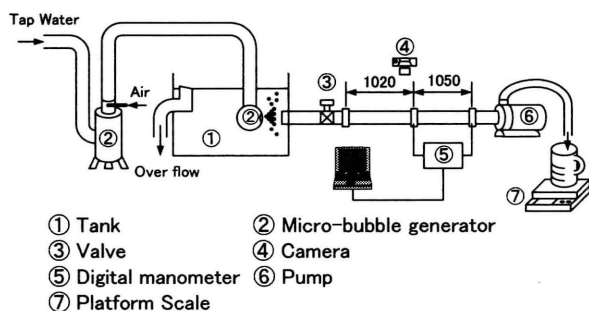 Tap Water
Air
②
②
①
Over flow
③
④
1020
1050
⑤
⑥
⑦
① Tank
② Micro-bubble generator
③ Valve
④ Camera
⑤ Digital manometer
⑥ Pump
⑦ Platform Scale